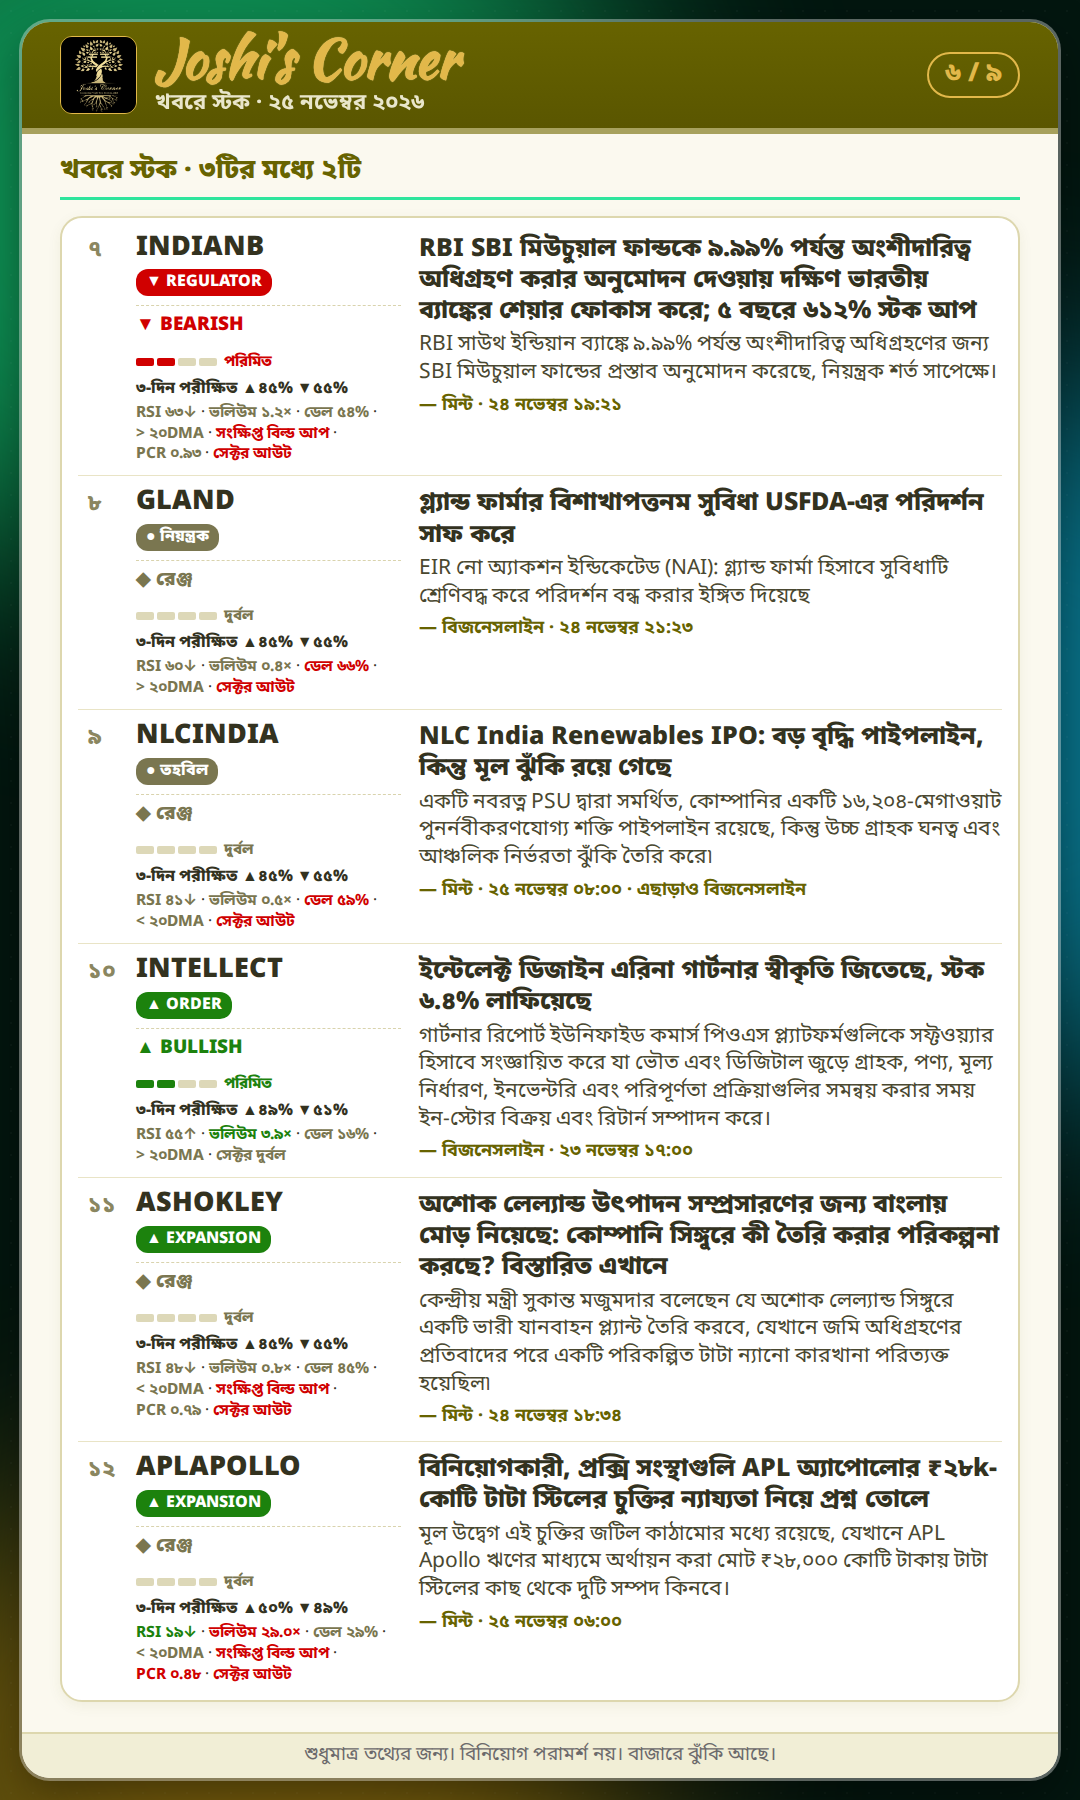 Joshi's Corner
খবরে স্টক · ২৫ নভেম্বর ২০২৬
৬ / ৯
খবরে স্টক · ৩টির মধ্যে ২টি
৭
INDIANB
▼ REGULATOR
▼ BEARISH
পরিমিত
৩-দিন পরীক্ষিত ▲৪৫% ▼৫৫%
RSI ৬৩↓ · ভলিউম ১.২× · ডেল ৫৪% ·
> ২০DMA · সংক্ষিপ্ত বিল্ড আপ ·
PCR ০.৯৩ · সেক্টর আউট
RBI SBI মিউচুয়াল ফান্ডকে ৯.৯৯% পর্যন্ত অংশীদারিত্ব
অধিগ্রহণ করার অনুমোদন দেওয়ায় দক্ষিণ ভারতীয়
ব্যাঙ্কের শেয়ার ফোকাস করে; ৫ বছরে ৬১২% স্টক আপ
RBI সাউথ ইন্ডিয়ান ব্যাঙ্কে ৯.৯৯% পর্যন্ত অংশীদারিত্ব অধিগ্রহণের জন্য
SBI মিউচুয়াল ফান্ডের প্রস্তাব অনুমোদন করেছে, নিয়ন্ত্রক শর্ত সাপেক্ষে।
— মিন্ট · ২৪ নভেম্বর ১৯:২১
৮
GLAND
● নিয়ন্ত্রক
◆ রেঞ্জ
দুর্বল
৩-দিন পরীক্ষিত ▲৪৫% ▼৫৫%
RSI ৬০↓ · ভলিউম ০.৪× · ডেল ৬৬% ·
> ২০DMA · সেক্টর আউট
গ্ল্যান্ড ফার্মার বিশাখাপত্তনম সুবিধা USFDA-এর পরিদর্শন
সাফ করে
EIR নো অ্যাকশন ইন্ডিকেটেড (NAI): গ্ল্যান্ড ফার্মা হিসাবে সুবিধাটি
শ্রেণিবদ্ধ করে পরিদর্শন বন্ধ করার ইঙ্গিত দিয়েছে
— বিজনেসলাইন · ২৪ নভেম্বর ২১:২৩
৯
NLCINDIA
● তহবিল
◆ রেঞ্জ
দুর্বল
৩-দিন পরীক্ষিত ▲৪৫% ▼৫৫%
RSI ৪১↓ · ভলিউম ০.৫× · ডেল ৫৯% ·
< ২০DMA · সেক্টর আউট
NLC India Renewables IPO: বড় বৃদ্ধি পাইপলাইন,
কিন্তু মূল ঝুঁকি রয়ে গেছে
একটি নবরত্ন PSU দ্বারা সমর্থিত, কোম্পানির একটি ১৬,২০৪-মেগাওয়াট
পুনর্নবীকরণযোগ্য শক্তি পাইপলাইন রয়েছে, কিন্তু উচ্চ গ্রাহক ঘনত্ব এবং
আঞ্চলিক নির্ভরতা ঝুঁকি তৈরি করে৷
— মিন্ট · ২৫ নভেম্বর ০৮:০০ · এছাড়াও বিজনেসলাইন
১০
INTELLECT
▲ ORDER
▲ BULLISH
পরিমিত
৩-দিন পরীক্ষিত ▲৪৯% ▼৫১%
RSI ৫৫↑ · ভলিউম ৩.৯× · ডেল ১৬% ·
> ২০DMA · সেক্টর দুর্বল
ইন্টেলেক্ট ডিজাইন এরিনা গার্টনার স্বীকৃতি জিতেছে, স্টক
৬.৪% লাফিয়েছে
গার্টনার রিপোর্ট ইউনিফাইড কমার্স পিওএস প্ল্যাটফর্মগুলিকে সফ্টওয়্যার
হিসাবে সংজ্ঞায়িত করে যা ভৌত এবং ডিজিটাল জুড়ে গ্রাহক, পণ্য, মূল্য
নির্ধারণ, ইনভেন্টরি এবং পরিপূর্ণতা প্রক্রিয়াগুলির সমন্বয় করার সময়
ইন-স্টোর বিক্রয় এবং রিটার্ন সম্পাদন করে।
— বিজনেসলাইন · ২৩ নভেম্বর ১৭:০০
১১
ASHOKLEY
▲ EXPANSION
◆ রেঞ্জ
দুর্বল
৩-দিন পরীক্ষিত ▲৪৫% ▼৫৫%
RSI ৪৮↓ · ভলিউম ০.৮× · ডেল ৪৫% ·
< ২০DMA · সংক্ষিপ্ত বিল্ড আপ ·
PCR ০.৭৯ · সেক্টর আউট
অশোক লেল্যান্ড উৎপাদন সম্প্রসারণের জন্য বাংলায়
মোড় নিয়েছে: কোম্পানি সিঙ্গুরে কী তৈরি করার পরিকল্পনা
করছে? বিস্তারিত এখানে
কেন্দ্রীয় মন্ত্রী সুকান্ত মজুমদার বলেছেন যে অশোক লেল্যান্ড সিঙ্গুরে
একটি ভারী যানবাহন প্ল্যান্ট তৈরি করবে, যেখানে জমি অধিগ্রহণের
প্রতিবাদের পরে একটি পরিকল্পিত টাটা ন্যানো কারখানা পরিত্যক্ত
হয়েছিল৷
— মিন্ট · ২৪ নভেম্বর ১৮:৩৪
১২
APLAPOLLO
▲ EXPANSION
◆ রেঞ্জ
দুর্বল
৩-দিন পরীক্ষিত ▲৫০% ▼৪৯%
RSI ১৯↓ · ভলিউম ২৯.০× · ডেল ২৯% ·
< ২০DMA · সংক্ষিপ্ত বিল্ড আপ ·
PCR ০.৪৮ · সেক্টর আউট
বিনিয়োগকারী, প্রক্সি সংস্থাগুলি APL অ্যাপোলোর ₹২৮k-
কোটি টাটা স্টিলের চুক্তির ন্যায্যতা নিয়ে প্রশ্ন তোলে
মূল উদ্বেগ এই চুক্তির জটিল কাঠামোর মধ্যে রয়েছে, যেখানে APL
Apollo ঋণের মাধ্যমে অর্থায়ন করা মোট ₹২৮,০০০ কোটি টাকায় টাটা
স্টিলের কাছ থেকে দুটি সম্পদ কিনবে।
— মিন্ট · ২৫ নভেম্বর ০৬:০০
শুধুমাত্র তথ্যের জন্য। বিনিয়োগ পরামর্শ নয়। বাজারে ঝুঁকি আছে।